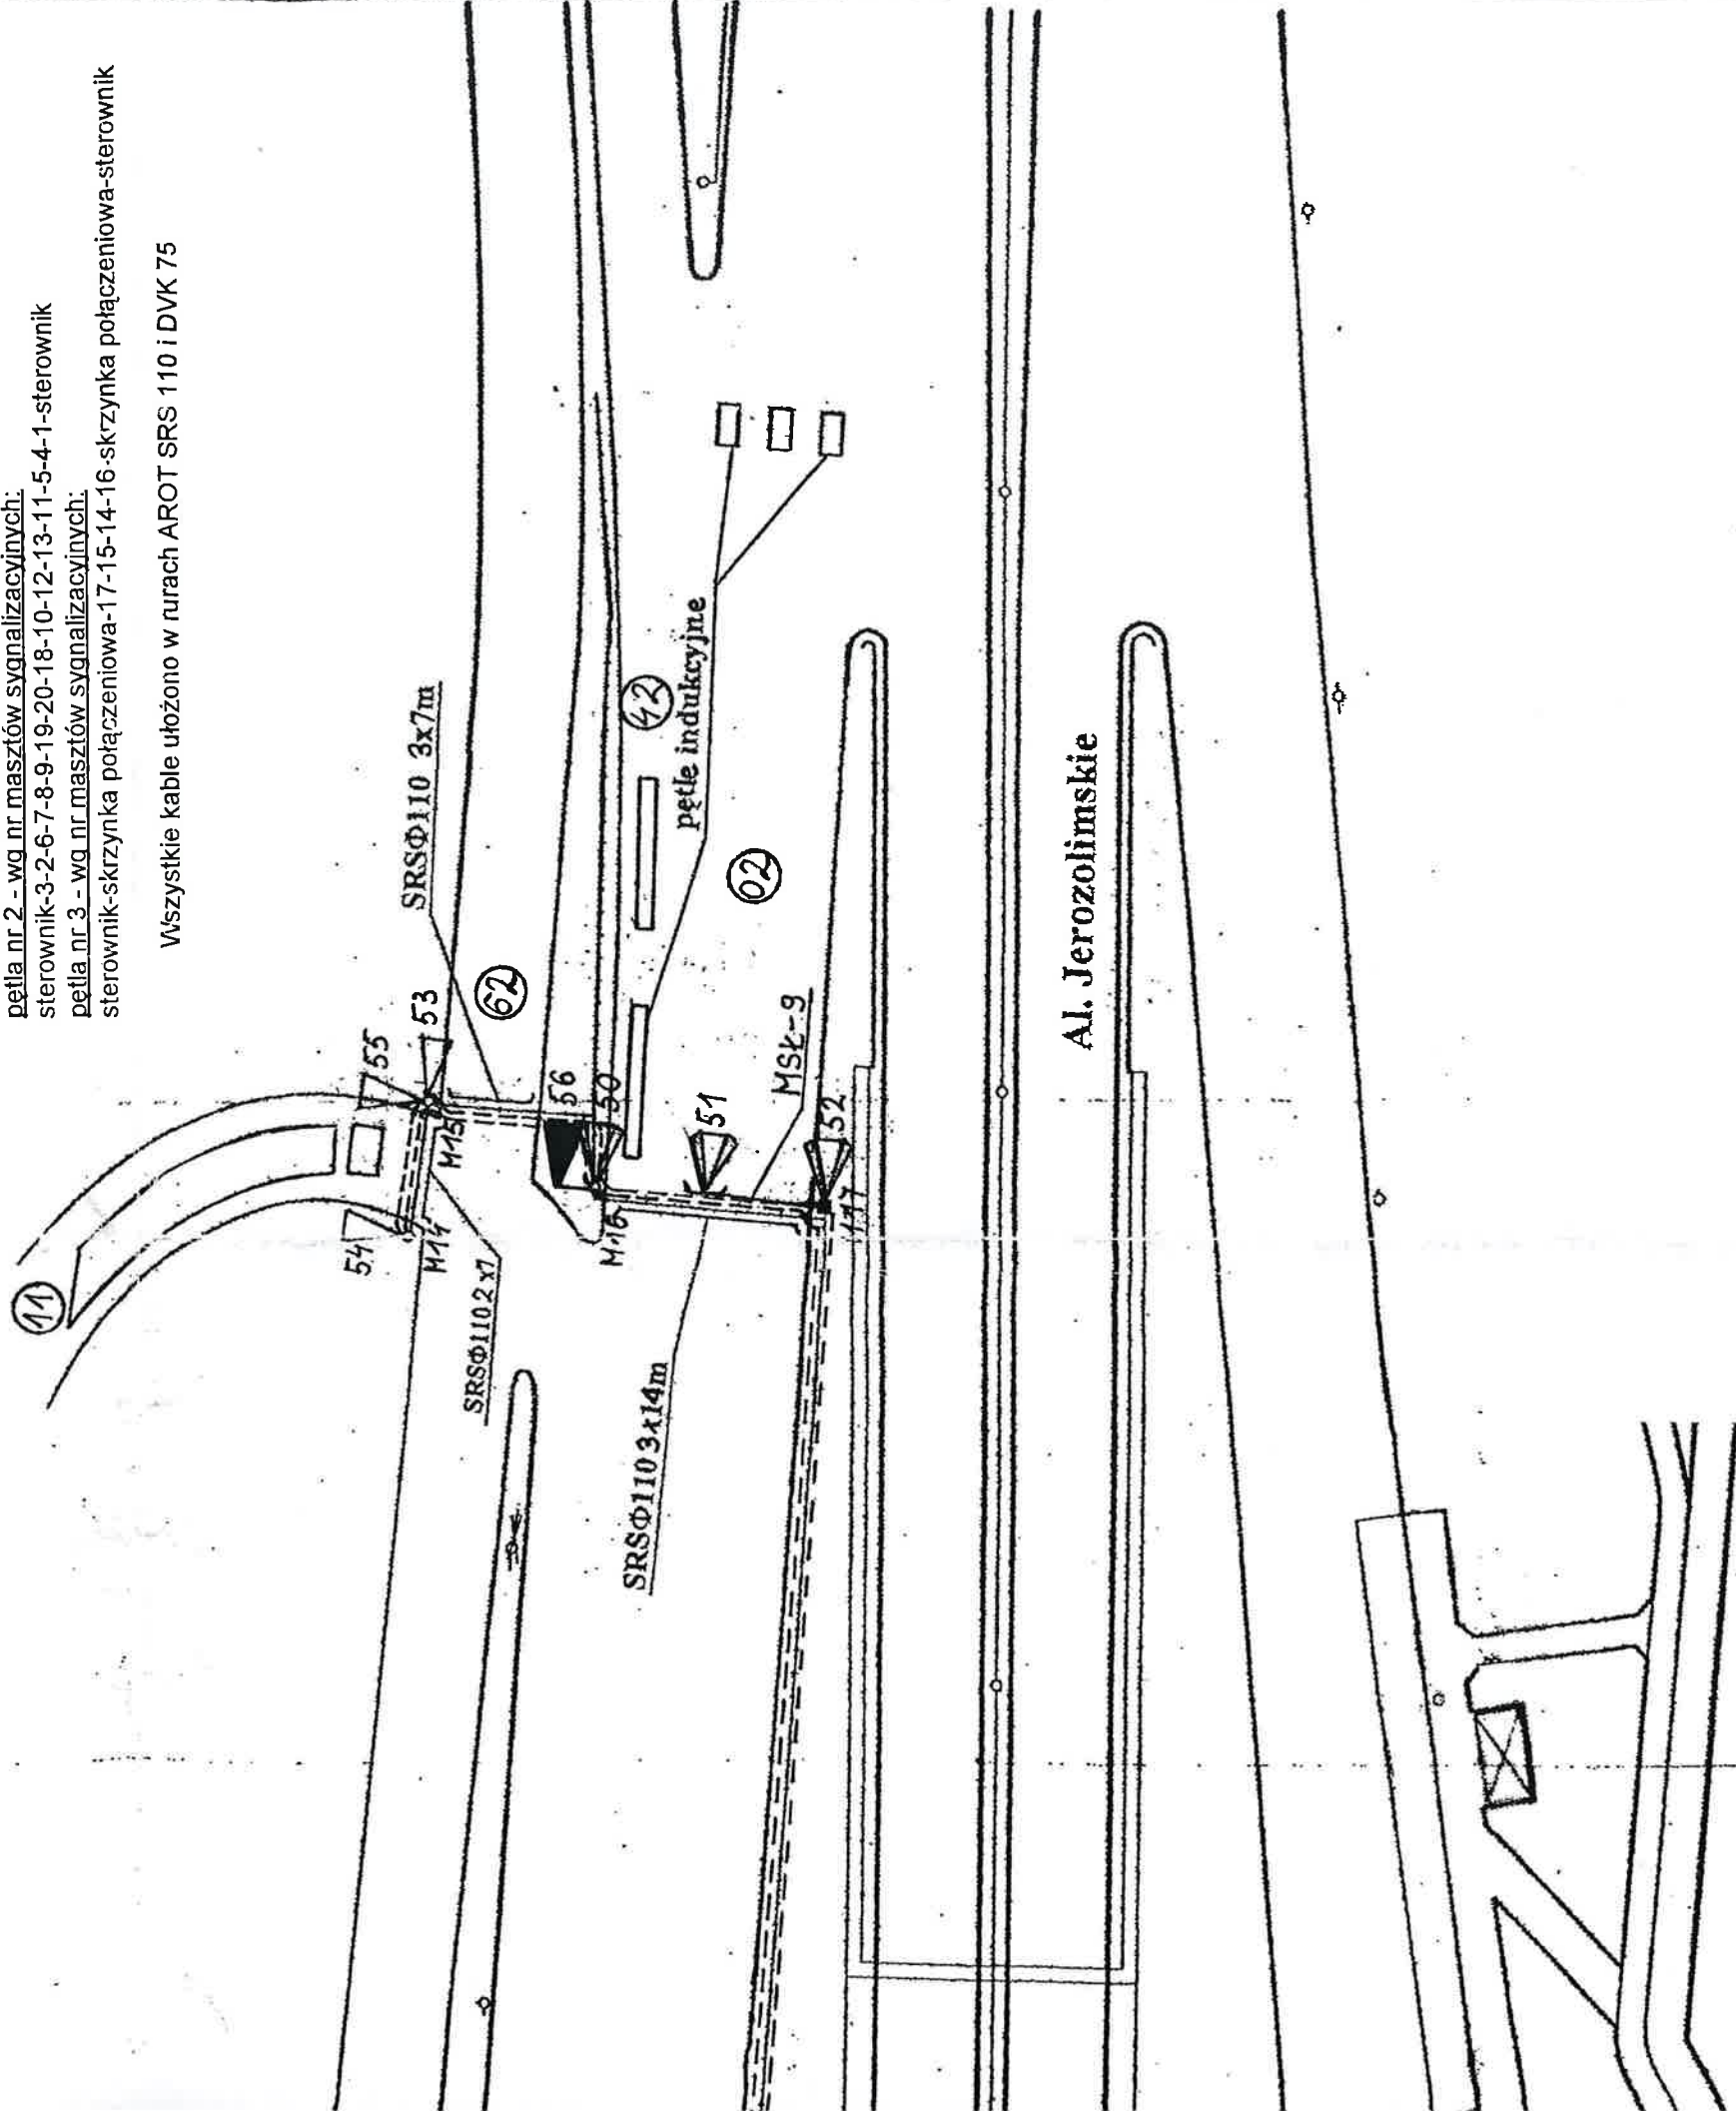 pętla nr 2 - wg nr masztów sygnalizacyjnych:
sterownik-3-2-6-7-8-9-19-20-18-10-12-13-11-5-4-1-sterownik
pętla nr 3 - wg nr masztów sygnalizacyjnych:
sterownik-skrzynka połączeniowa-17-15-14-16-skrzynka połączeniowa-sterownik
Wszystkie kable ułożono w rurach AROT SRS 110 i DVK 75
11
54
55
53
M14
M15
SRSΦ110 3x7m
62
SRSΦ110 2x7
56
50
M16
42
pętle indukcyjne
SRSΦ110 3x14m
51
02
MSŁ-9
52
M17
Al. Jerozolimskie